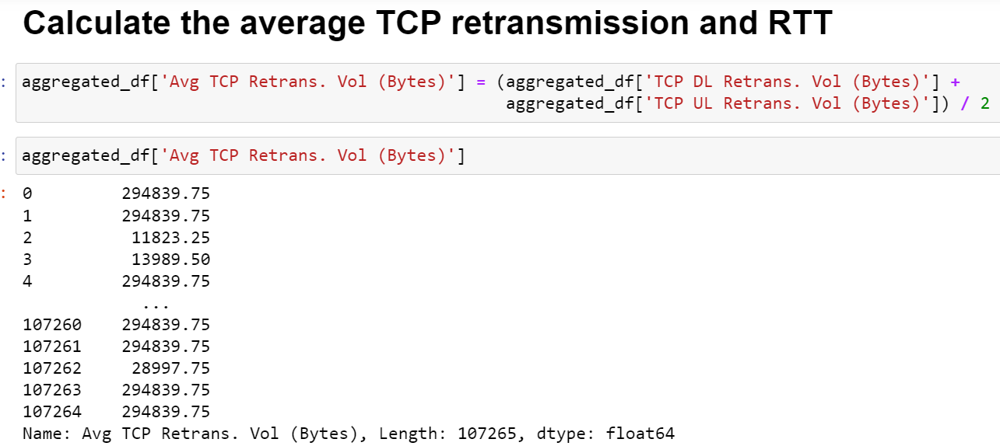 Calculate the average TCP retransmission and RTT
: aggregated_df['Avg TCP Retrans. Vol (Bytes)'] = (aggregated_df['TCP DL Retrans. Vol (Bytes)'] +
aggregated_df['TCP UL Retrans. Vol (Bytes)']) / 2
: aggregated_df['Avg TCP Retrans. Vol (Bytes)']
: 0         294839.75
1         294839.75
2          11823.25
3          13989.50
4         294839.75
...
107260    294839.75
107261    294839.75
107262     28997.75
107263    294839.75
107264    294839.75
Name: Avg TCP Retrans. Vol (Bytes), Length: 107265, dtype: float64